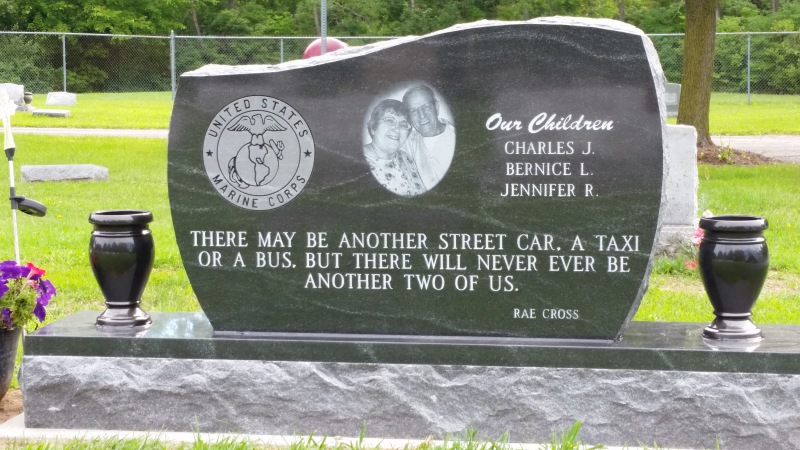 UNITED STATES
MARINE CORPS
Our Children
CHARLES J.
BERNICE L.
JENNIFER R.
THERE MAY BE ANOTHER STREET CAR, A TAXI
OR A BUS. BUT THERE WILL NEVER EVER BE
ANOTHER TWO OF US.
RAE CROSS